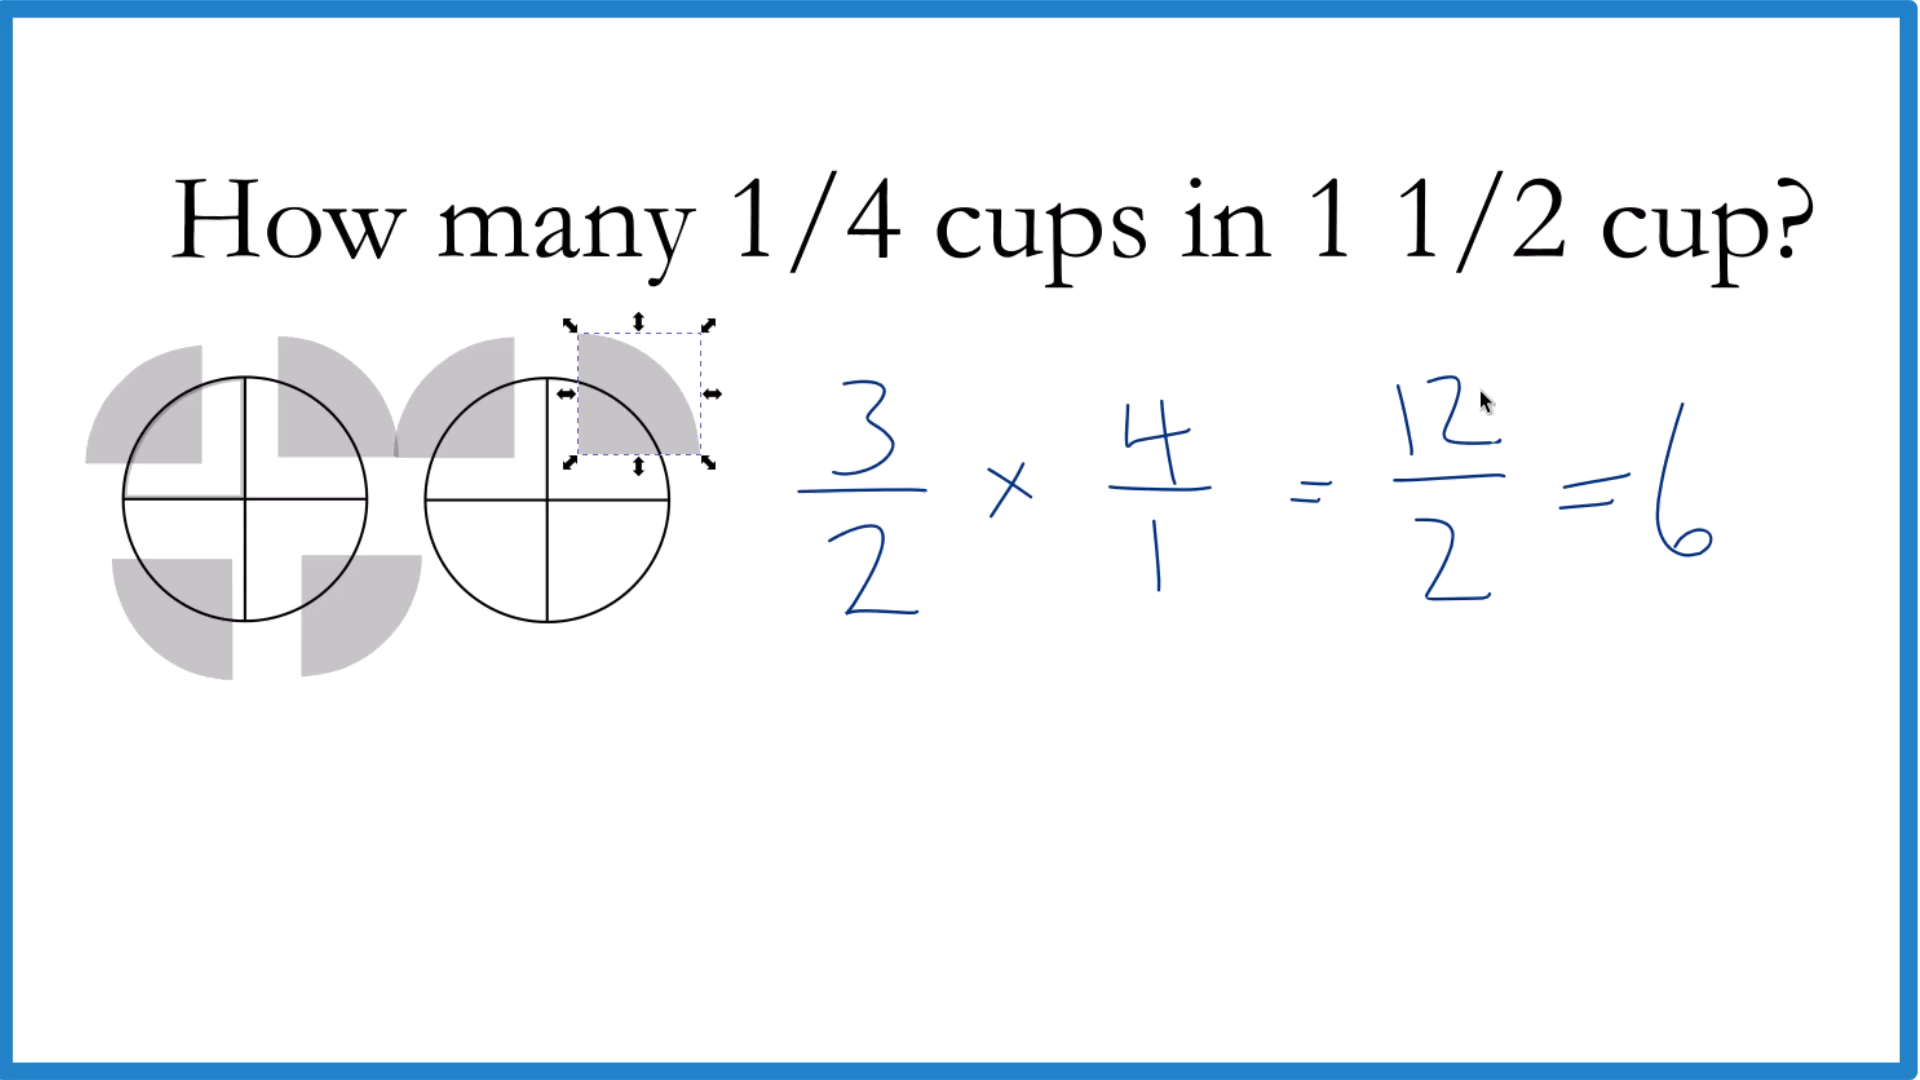 How many 1/4 cups in 1 1/2 cup?
3/2 × 4/1 = 12/2 = 6